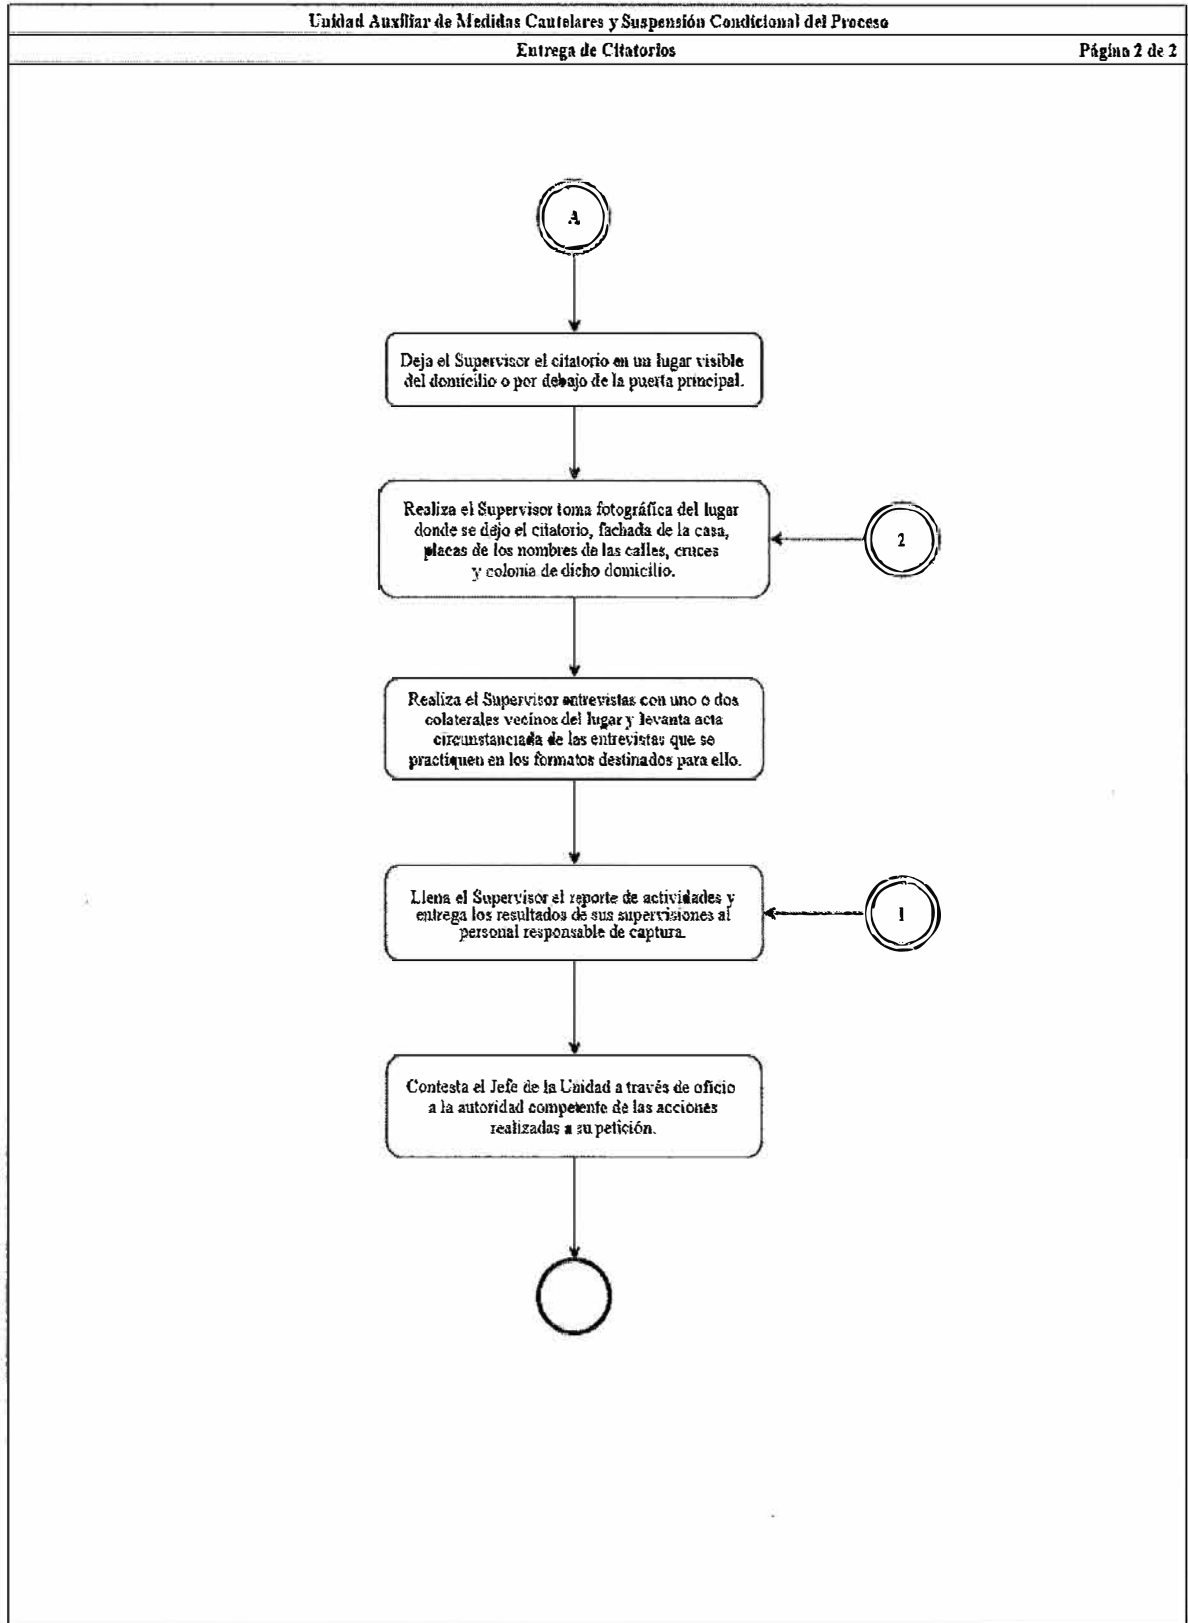 Unidad Auxiliar de Medidas Cautelares y Suspensión Condicional del Proceso
Entrega de Citatorios
Página 2 de 2
A
Deja el Supervisor el citatorio en un lugar visible
del domicilio o por debajo de la puerta principal.
Realiza el Supervisor toma fotográfica del lugar
donde se dejo el citatorio, fachada de la casa,
placas de los nombres de las calles, cruces
y colonia de dicho domicilio.
2
Realiza el Supervisor entrevistas con uno o dos
colaterales vecinos del lugar y levanta acta
circunstanciada de las entrevistas que se
practiquen en los formatos destinados para ello.
Llena el Supervisor el reporte de actividades y
entrega los resultados de sus supervisiones al
personal responsable de captura.
1
Contesta el Jefe de la Unidad a través de oficio
a la autoridad competente de las acciones
realizadas a su petición.